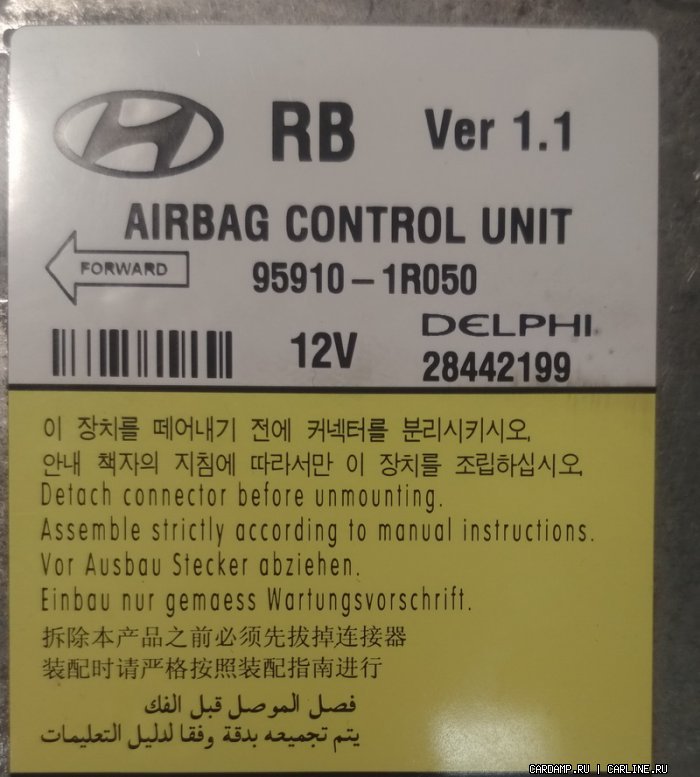 RB Ver 1.1
AIRBAG CONTROL UNIT
FORWARD
95910-1R050
12V
DELPHI
28442199
이 장치를 떼어내기 전에 커넥터를 분리시키시오.
안내 책자의 지침에 따라서만 이 장치를 조립하십시오.
Detach connector before unmounting.
Assemble strictly according to manual instructions.
Vor Ausbau Stecker abziehen.
Einbau nur gemaess Wartungsvorschrift.
拆除本产品之前必须先拔掉连接器
装配时请严格按照装配指南进行
فصل الموصل قبل الفك
يتم تجميعه بدقة وفقا لدليل التعليمات
CARDAMP.RU | CARLINE.RU